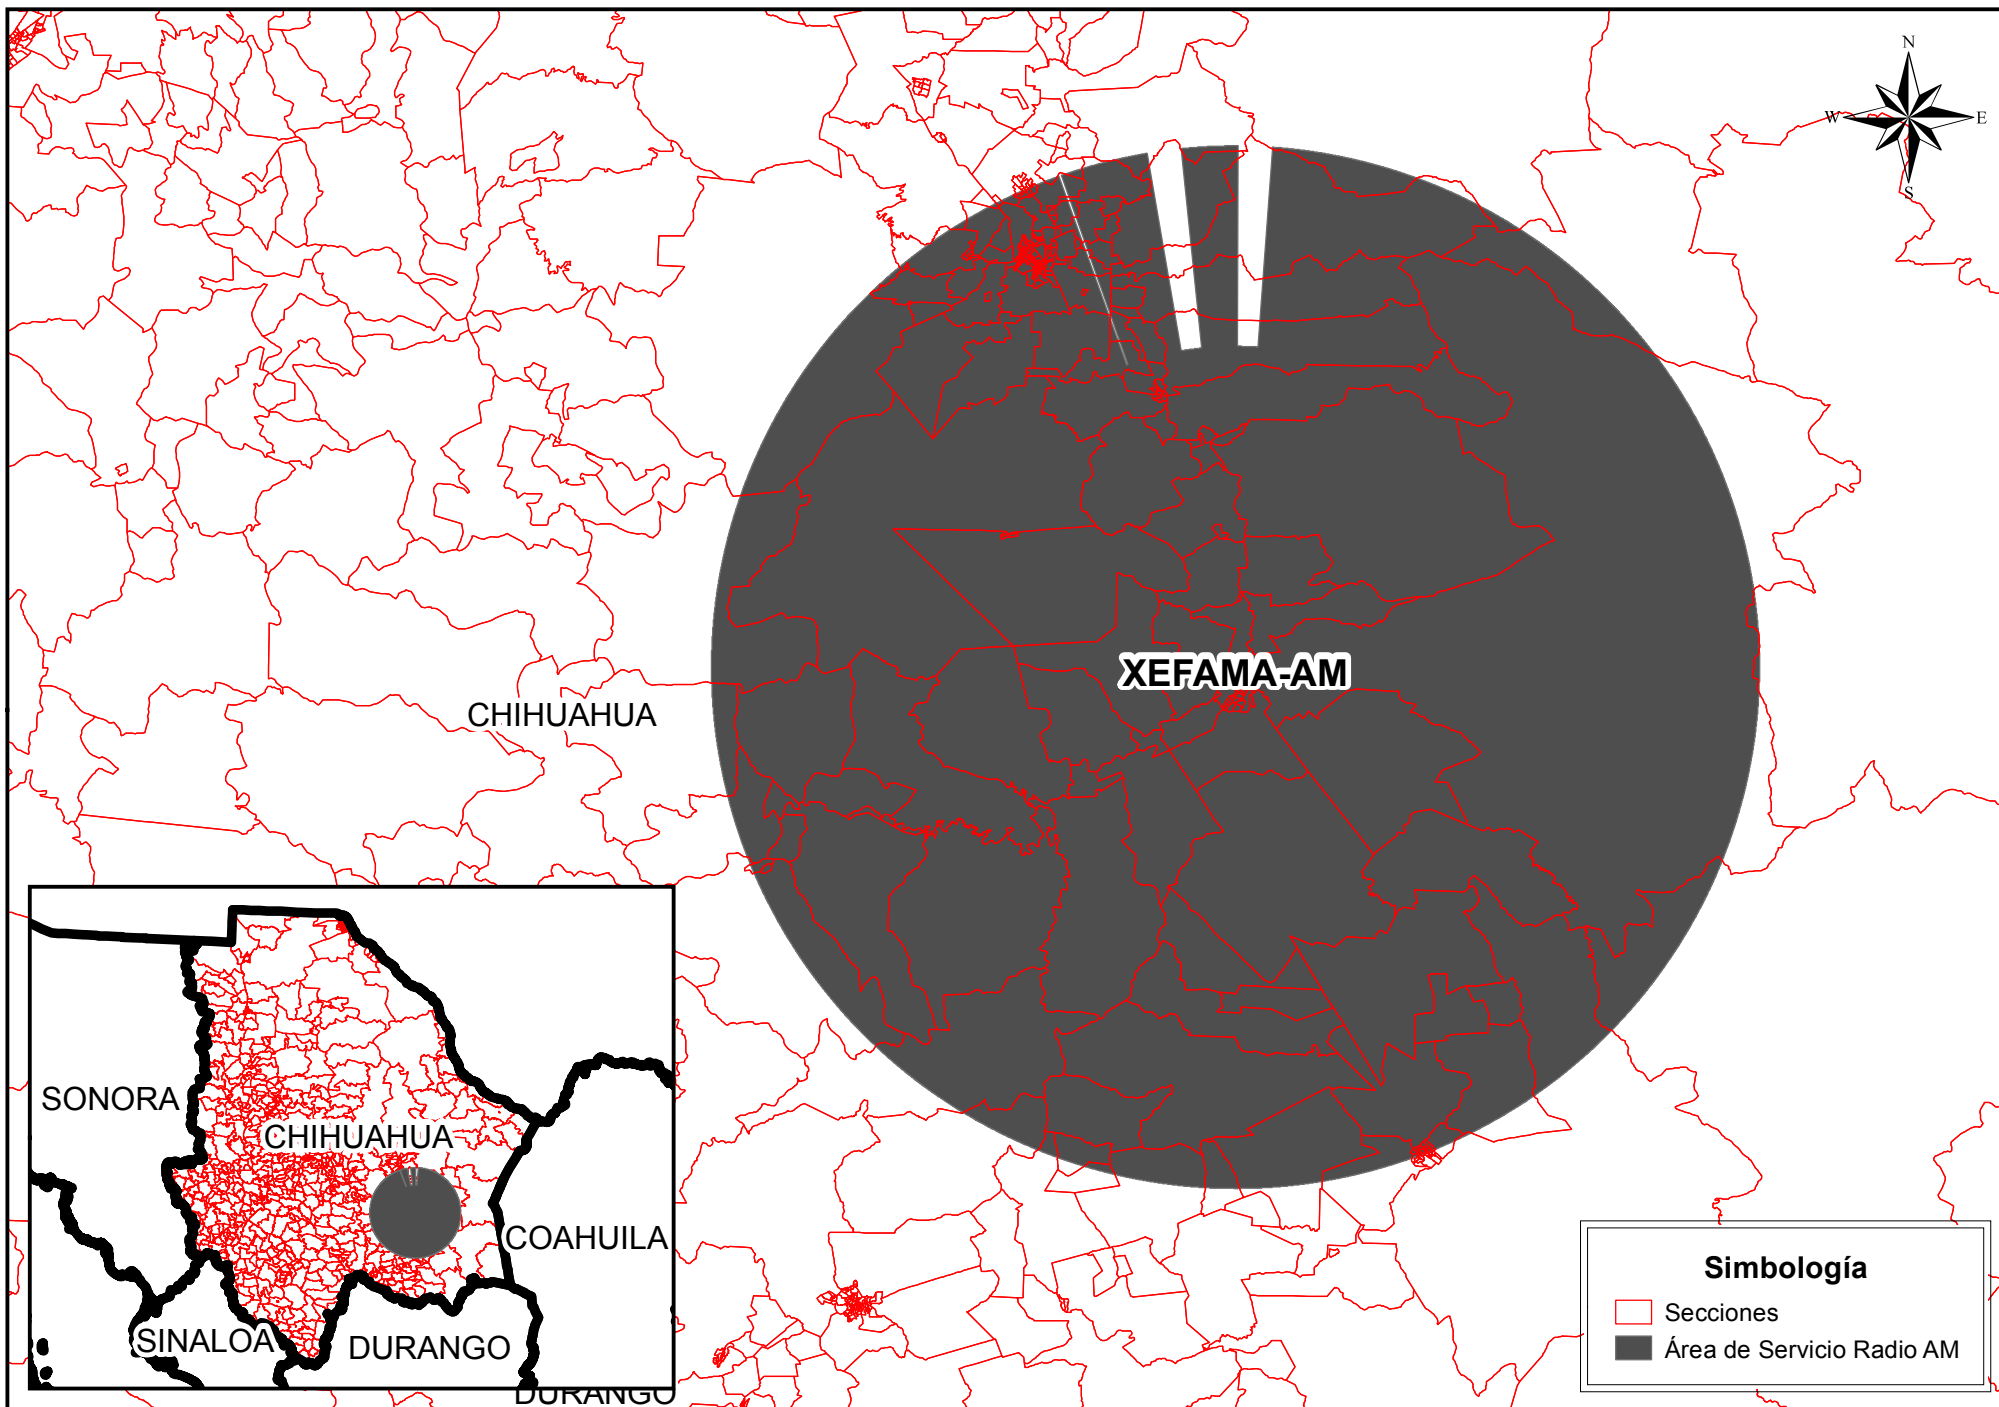 N
W
E
S
XEFAMA-AM
CHIHUAHUA
SONORA
CHIHUAHUA
COAHUILA
SINALOA
DURANGO
DURANGO
Simbología
Secciones
Área de Servicio Radio AM